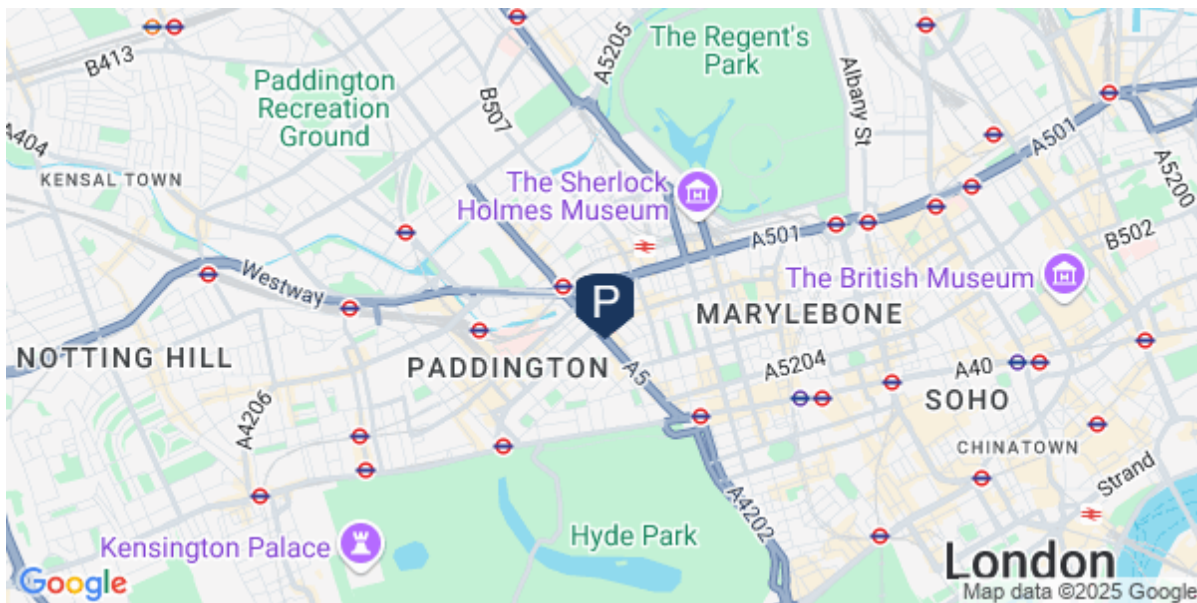 B413
A5205
The Regent's
Park
Paddington
Recreation
Ground
B507
Albany St
A501
A404
KENSAL TOWN
A5200
The Sherlock
Holmes Museum
A501
B502
Westway
The British Museum
P
MARYLEBONE
NOTTING HILL
PADDINGTON
A5
A5204
A40
A4206
SOHO
CHINATOWN
Strand
A4202
Hyde Park
Kensington Palace
London
Google
Map data ©2025 Google